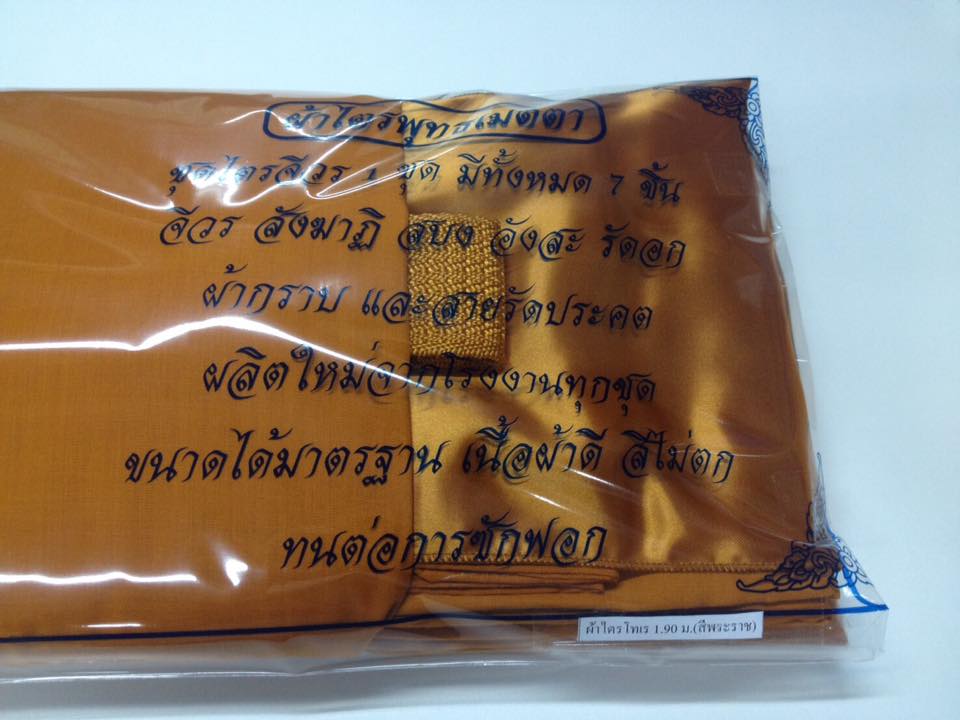 ผ้าไตรพุทธเมตตา
ชุดไตรจีวร 1 ชุด มีทั้งหมด 7 ชิ้น
จีวร สังฆาฏิ สบง อังสะ รัดอก
ผ้ากราบ และสายรัดประคต
ผลิตใหม่จากโรงงานทุกชุด
ขนาดได้มาตรฐาน เนื้อผ้าดี สีไม่ตก
ทนต่อการซักฟอก
ผ้าไตรโทเร 1.90 ม.(สีพระราช)